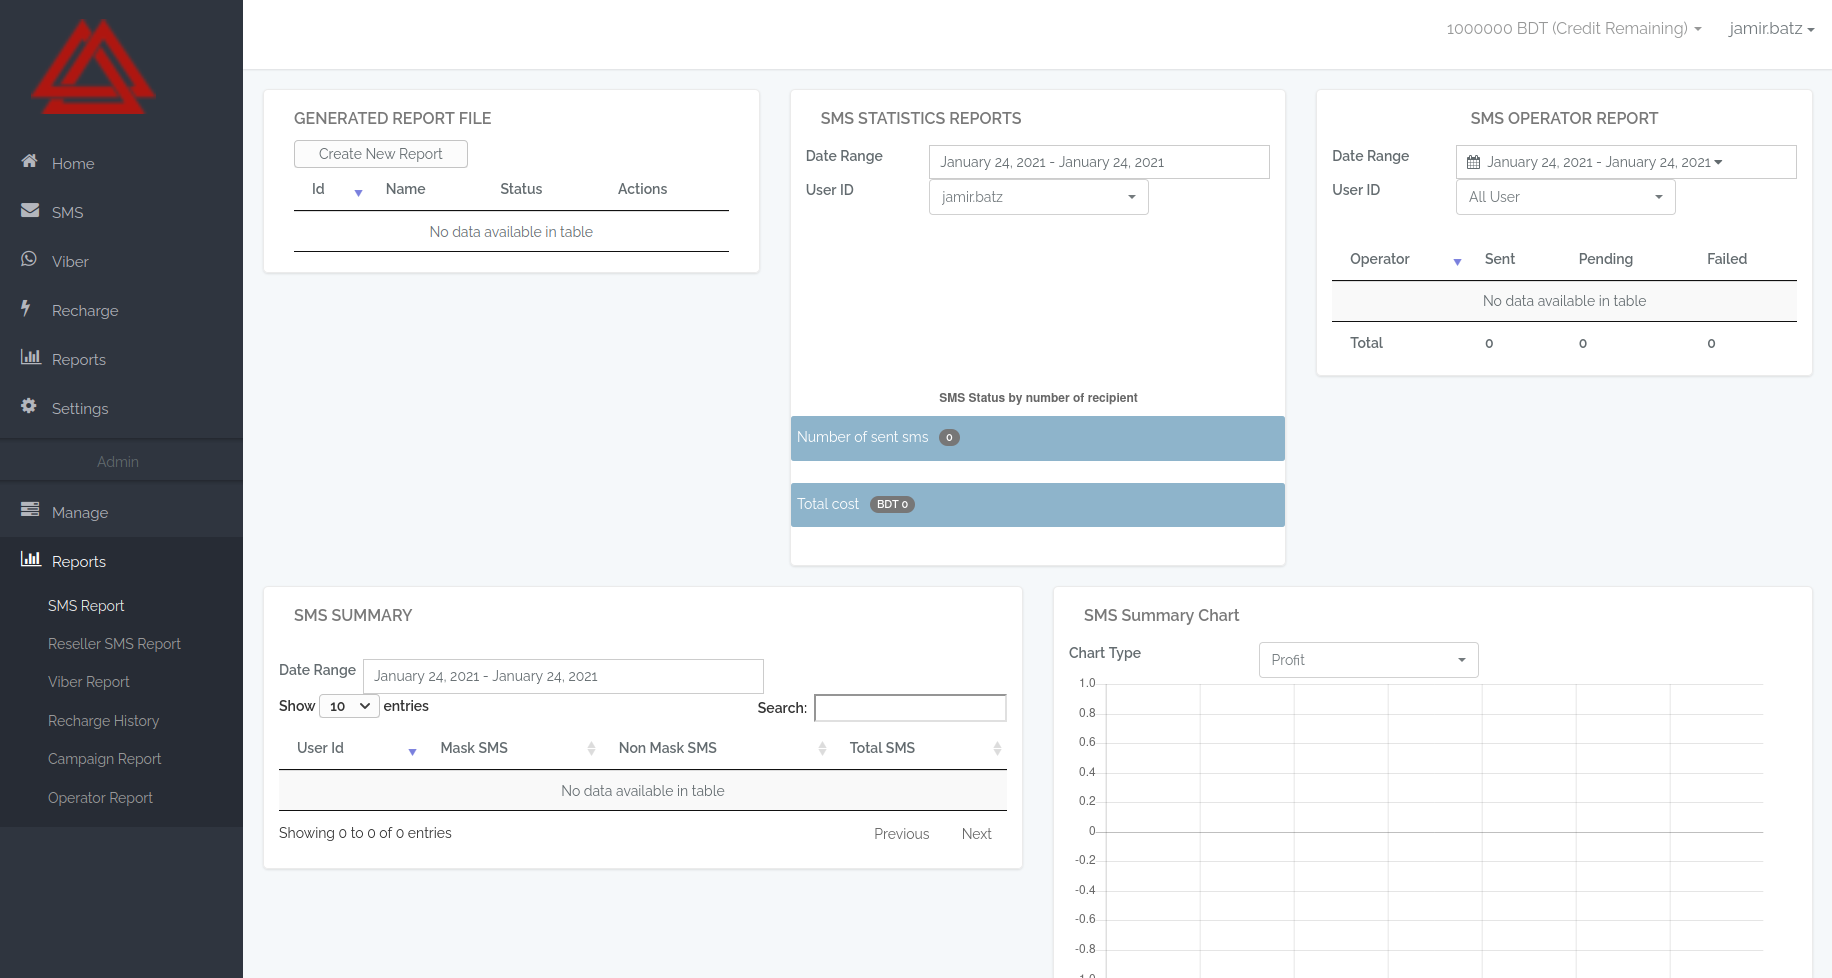 1000000 BDT (Credit Remaining)
jamir.batz
Home
SMS
Viber
Recharge
Reports
Settings
Admin
Manage
Reports
SMS Report
Reseller SMS Report
Viber Report
Recharge History
Campaign Report
Operator Report
GENERATED REPORT FILE
Create New Report
Id Name Status Actions
No data available in table
SMS STATISTICS REPORTS
Date Range January 24, 2021 - January 24, 2021
User ID jamir.batz
SMS Status by number of recipient
Number of sent sms 0
Total cost BDT 0
SMS OPERATOR REPORT
Date Range January 24, 2021 - January 24, 2021
User ID All User
Operator Sent Pending Failed
No data available in table
Total 0 0 0
SMS SUMMARY
Date Range January 24, 2021 - January 24, 2021
Show 10 entries Search:
User Id Mask SMS Non Mask SMS Total SMS
No data available in table
Showing 0 to 0 of 0 entries Previous Next
SMS Summary Chart
Chart Type Profit
1.0
0.8
0.6
0.4
0.2
0
-0.2
-0.4
-0.6
-0.8